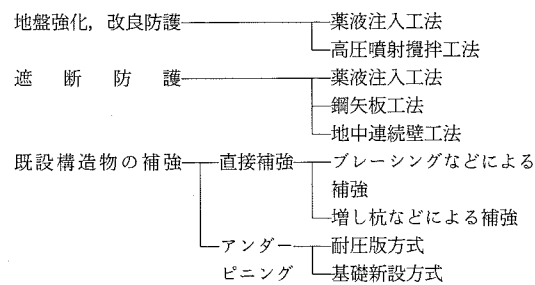 地盤強化,改良防護 薬液注入工法
高圧噴射攪拌工法
遮断防護 薬液注入工法
鋼矢板工法
地中連続壁工法
既設構造物の補強 直接補強 ブレーシングなどによる
補強
増し杭などによる補強
アンダー 耐圧版方式
ピニング 基礎新設方式